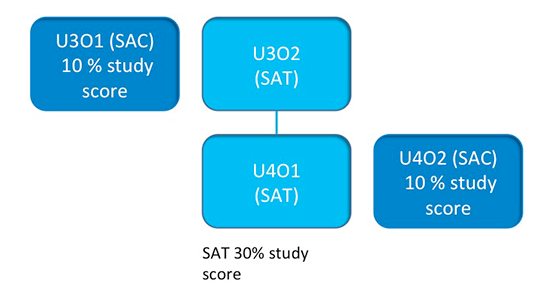 U3O1 (SAC)
10 % study
score
U3O2
(SAT)
U4O1
(SAT)
U4O2 (SAC)
10 % study
score
SAT 30% study
score